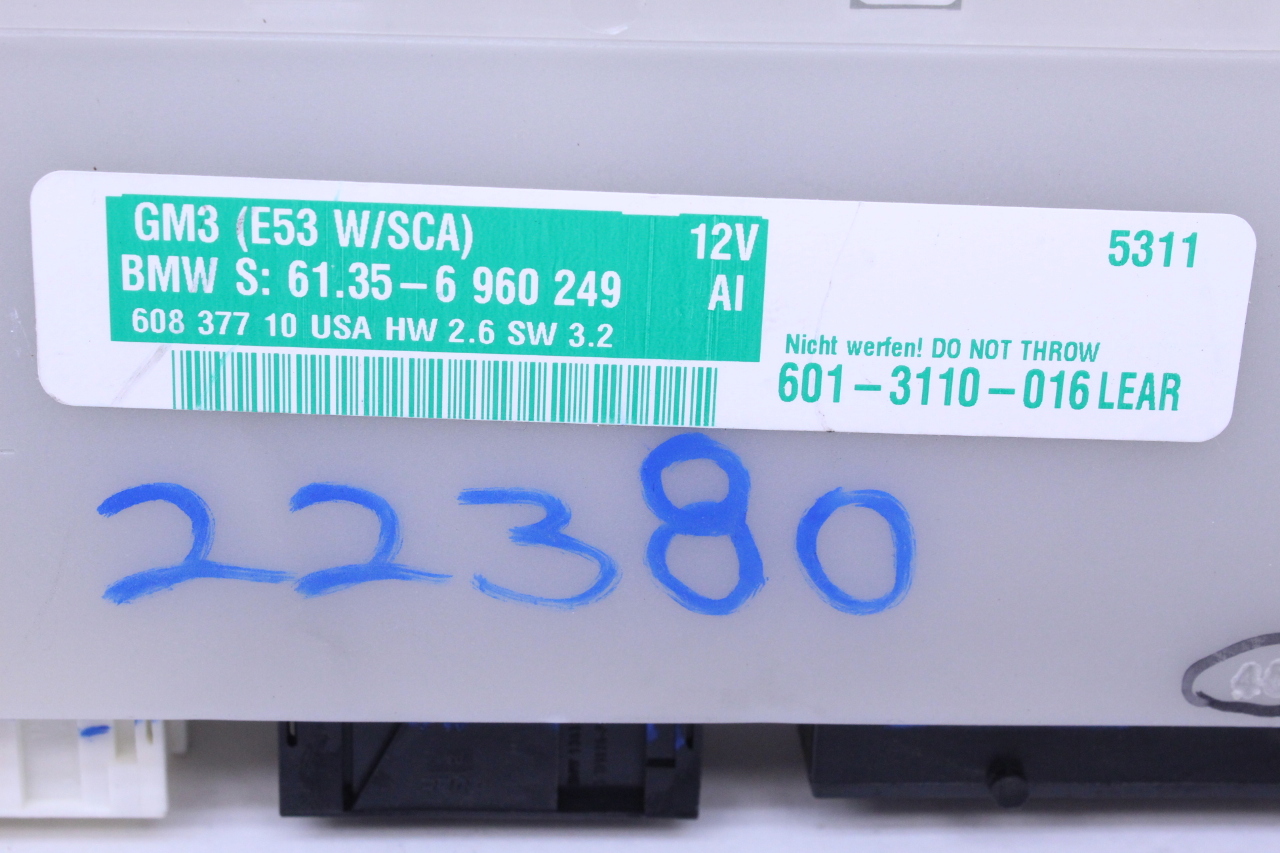 GM3 (E53 W/SCA) 12V
BMW S: 61.35-6 960 249 AI
608 377 10 USA HW 2.6 SW 3.2
5311
Nicht werfen! DO NOT THROW
601-3110-016 LEAR
22380